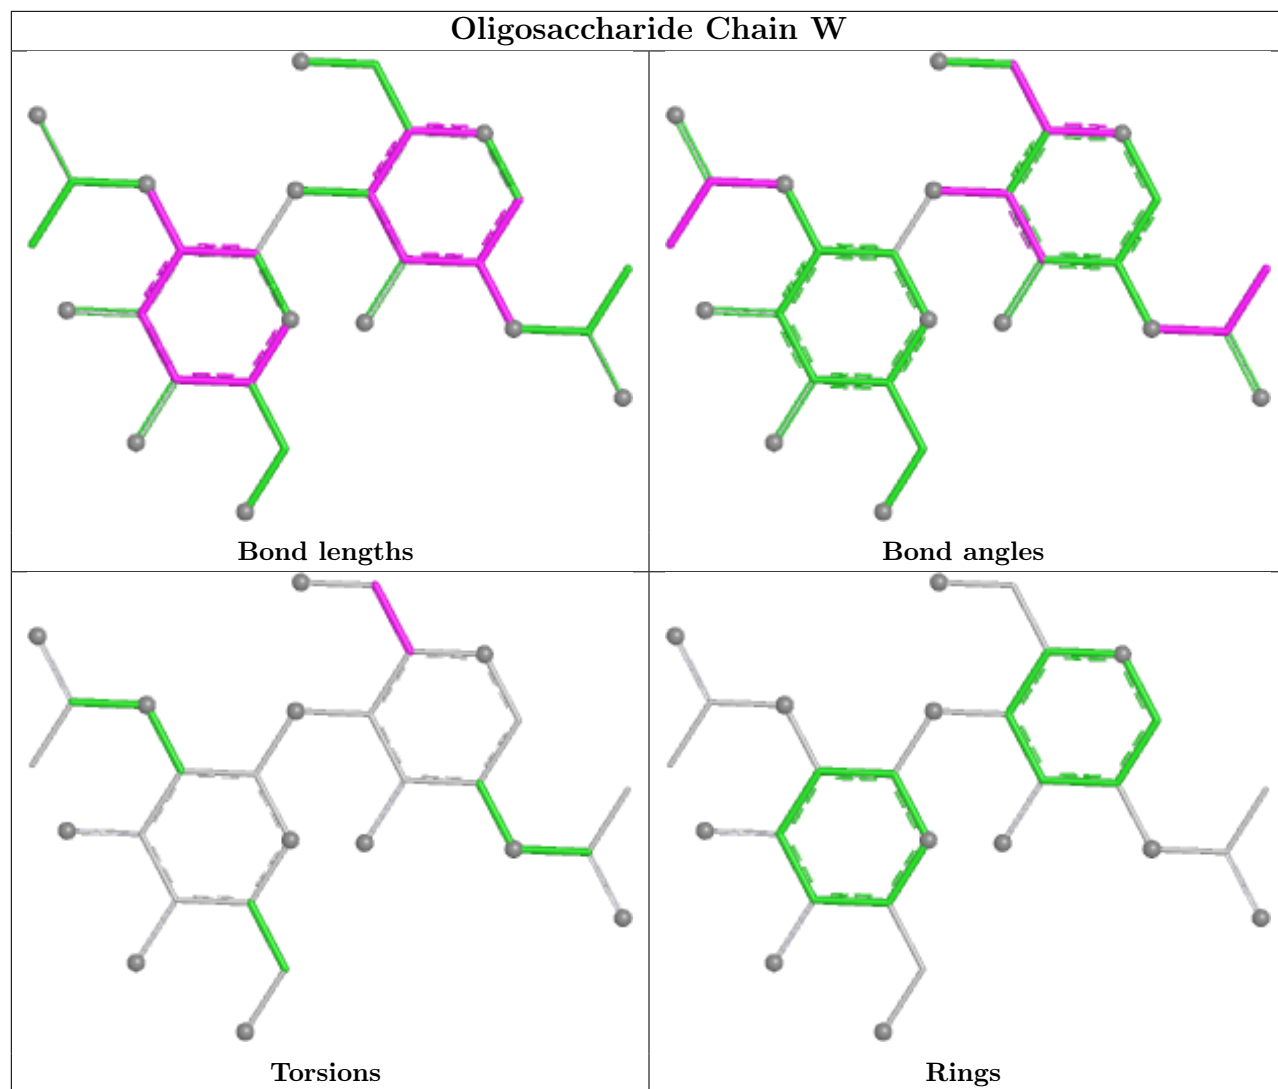 Oligosaccharide Chain W
Bond lengths
Bond angles
Torsions
Rings